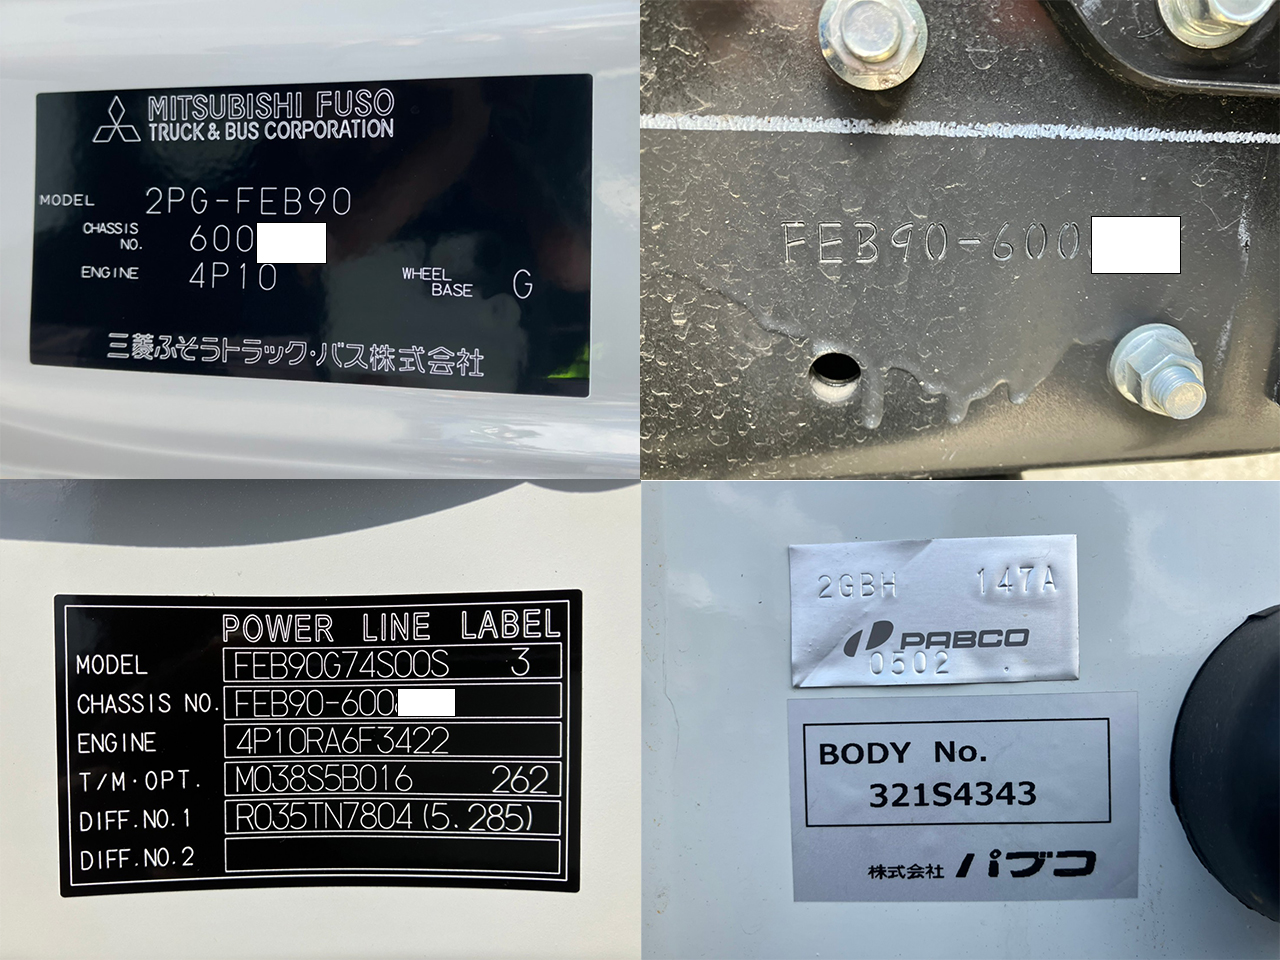 MITSUBISHI FUSO
TRUCK & BUS CORPORATION
MODEL 2PG-FEB90
CHASSIS NO. 600
ENGINE 4P10 WHEEL BASE G
三菱ふそうトラック・バス株式会社
FEB90-600
POWER LINE LABEL
MODEL FEB90G74S00S 3
CHASSIS NO. FEB90-600
ENGINE 4P10RA6F3422
T/M・OPT. M038S5B016 262
DIFF.NO.1 R035TN7804 (5.285)
DIFF.NO.2
2GBH 147A
PABCO
0502
BODY No.
321S4343
株式会社 パブコ